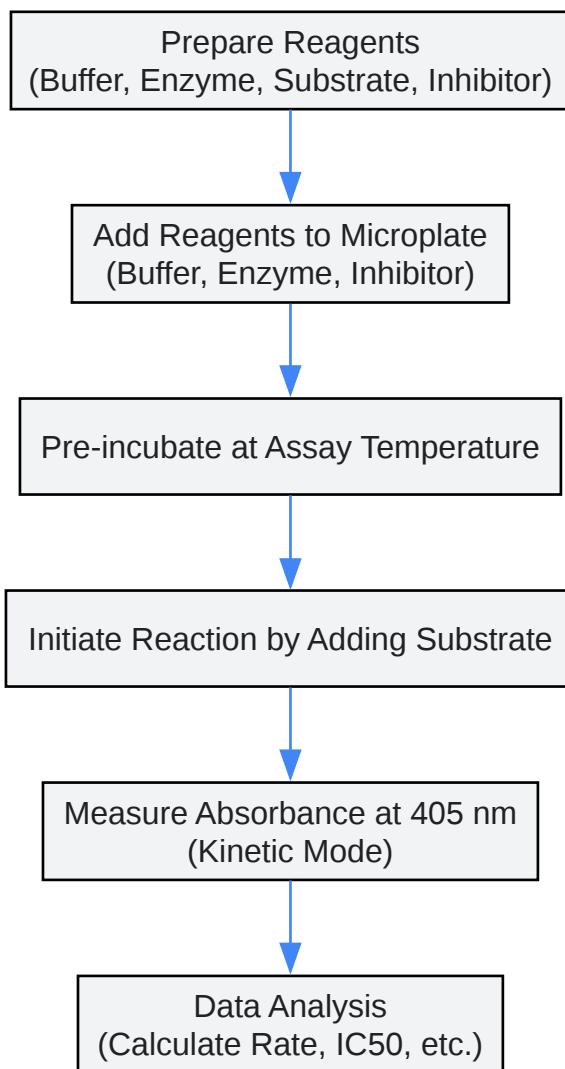 Prepare Reagents
(Buffer, Enzyme, Substrate, Inhibitor)
Add Reagents to Microplate
(Buffer, Enzyme, Inhibitor)
Pre-incubate at Assay Temperature
Initiate Reaction by Adding Substrate
Measure Absorbance at 405 nm
(Kinetic Mode)
Data Analysis
(Calculate Rate, IC50, etc.)